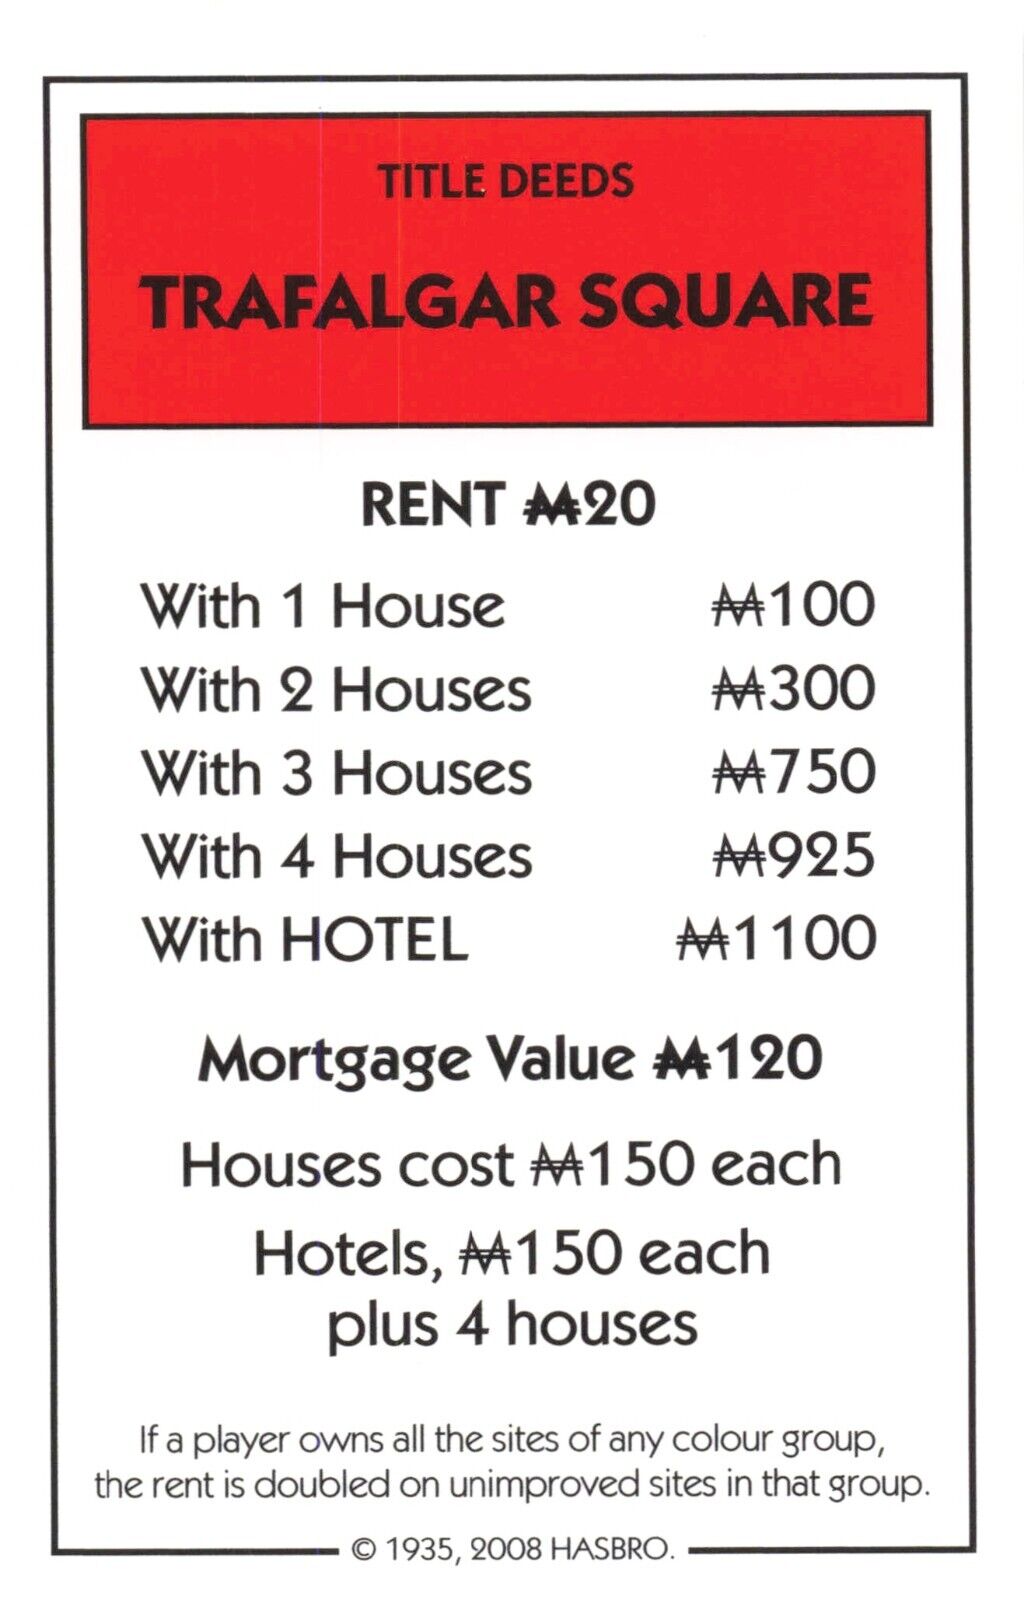 TITLE DEEDS
TRAFALGAR SQUARE
RENT ₩20
With 1 House ₩100
With 2 Houses ₩300
With 3 Houses ₩750
With 4 Houses ₩925
With HOTEL ₩1100
Mortgage Value ₩120
Houses cost ₩150 each
Hotels, ₩150 each
plus 4 houses
If a player owns all the sites of any colour group,
the rent is doubled on unimproved sites in that group.
© 1935, 2008 HASBRO.